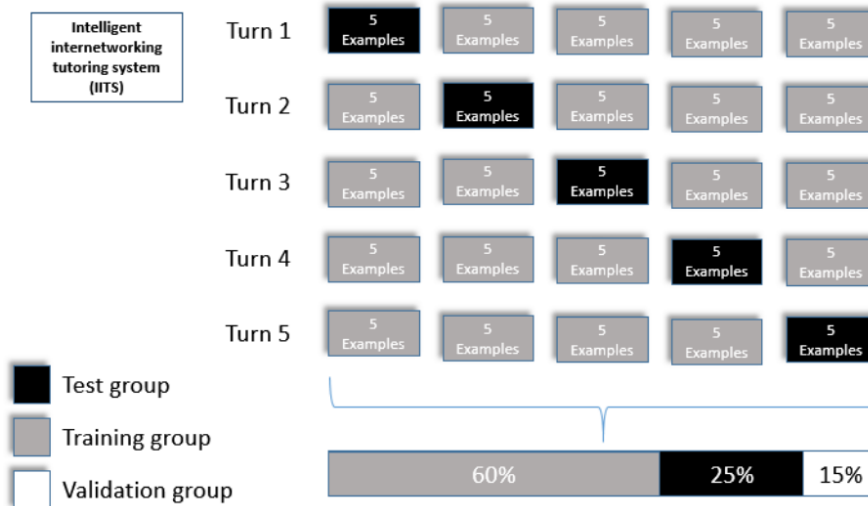 Intelligent
internetworking
tutoring system
(IITS)
Turn 1
5
Examples
5
Examples
5
Examples
5
Examples
5
Examples
Turn 2
5
Examples
5
Examples
5
Examples
5
Examples
5
Examples
Turn 3
5
Examples
5
Examples
5
Examples
5
Examples
5
Examples
Turn 4
5
Examples
5
Examples
5
Examples
5
Examples
5
Examples
Turn 5
5
Examples
5
Examples
5
Examples
5
Examples
5
Examples
Test group
Training group
Validation group
60%
25%
15%